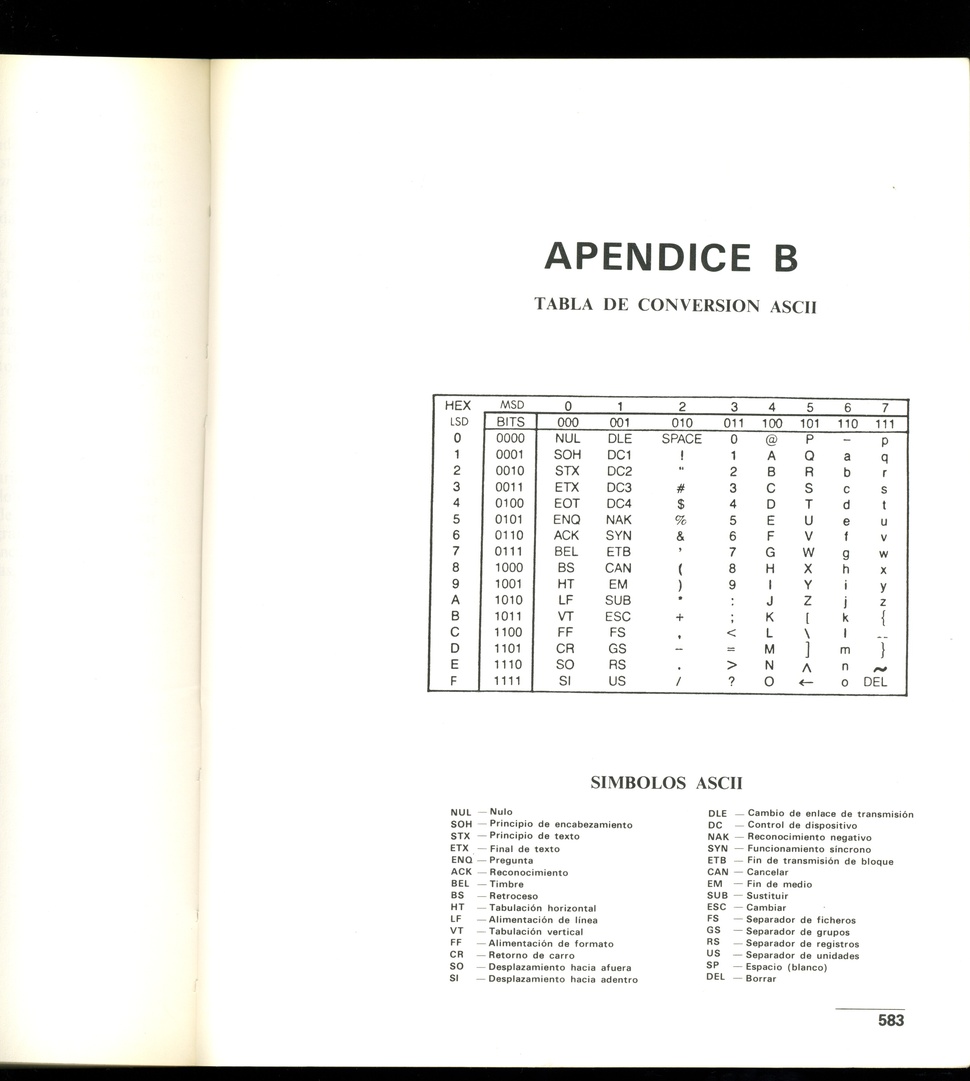 APENDICE B
TABLA DE CONVERSION ASCII
HEX MSD 0 1 2 3 4 5 6 7
LSD BITS 000 001 010 011 100 101 110 111
0 0000 NUL DLE SPACE 0 @ P – p
1 0001 SOH DC1 ! 1 A Q a q
2 0010 STX DC2 " 2 B R b r
3 0011 ETX DC3 # 3 C S c s
4 0100 EOT DC4 $ 4 D T d t
5 0101 ENQ NAK % 5 E U e u
6 0110 ACK SYN & 6 F V f v
7 0111 BEL ETB ' 7 G W g w
8 1000 BS CAN ( 8 H X h x
9 1001 HT EM ) 9 I Y i y
A 1010 LF SUB * : J Z j z
B 1011 VT ESC + ; K [ k {
C 1100 FF FS , < L \ l --
D 1101 CR GS – = M ] m }
E 1110 SO RS . > N ∧ n ~
F 1111 SI US / ? O ← o DEL
SIMBOLOS ASCII
NUL — Nulo
SOH — Principio de encabezamiento
STX — Principio de texto
ETX — Final de texto
ENQ — Pregunta
ACK — Reconocimiento
BEL — Timbre
BS — Retroceso
HT — Tabulación horizontal
LF — Alimentación de línea
VT — Tabulación vertical
FF — Alimentación de formato
CR — Retorno de carro
SO — Desplazamiento hacia afuera
SI — Desplazamiento hacia adentro
DLE — Cambio de enlace de transmisión
DC — Control de dispositivo
NAK — Reconocimiento negativo
SYN — Funcionamiento síncrono
ETB — Fin de transmisión de bloque
CAN — Cancelar
EM — Fin de medio
SUB — Sustituir
ESC — Cambiar
FS — Separador de ficheros
GS — Separador de grupos
RS — Separador de registros
US — Separador de unidades
SP — Espacio (blanco)
DEL — Borrar
583